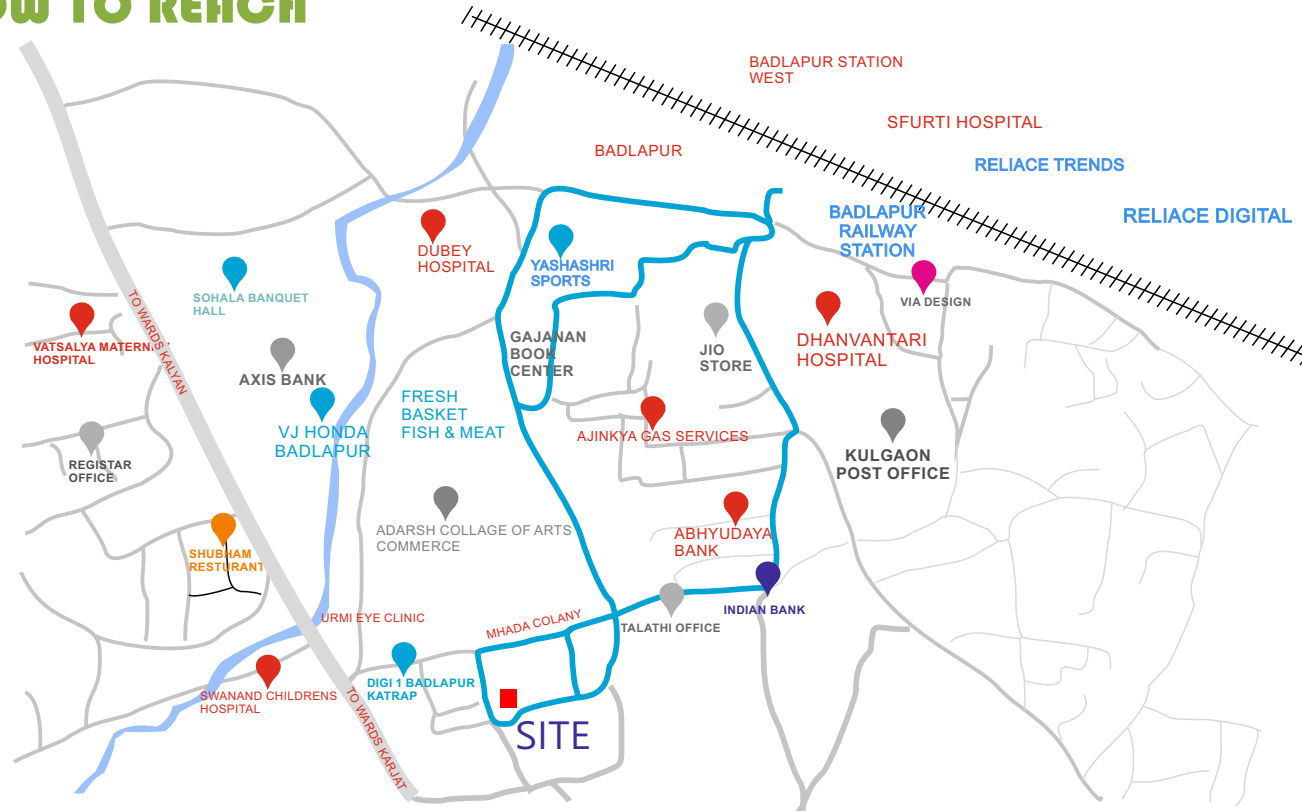 OW TO REACH
BADLAPUR STATION
WEST
SFURTI HOSPITAL
BADLAPUR
RELIACE TRENDS
BADLAPUR
RAILWAY
STATION
RELIACE DIGITAL
DUBEY
HOSPITAL
YASHASHRI
SPORTS
SOHALA BANQUET
HALL
VIA DESIGN
TO WARDS KALYAN
VATSALYA MATERNITY
HOSPITAL
GAJANAN
BOOK
CENTER
JIO
STORE
DHANVANTARI
HOSPITAL
AXIS BANK
FRESH
BASKET
FISH & MEAT
VJ HONDA
BADLAPUR
AJINKYA GAS SERVICES
REGISTAR
OFFICE
KULGAON
POST OFFICE
ADARSH COLLAGE OF ARTS
COMMERCE
ABHYUDAYA
BANK
SHUBHAM
RESTURANT
INDIAN BANK
URMI EYE CLINIC
MHADA COLANY
TALATHI OFFICE
DIGI 1 BADLAPUR
KATRAP
SWANAND CHILDRENS
HOSPITAL
TO WARDS KARJAT
SITE